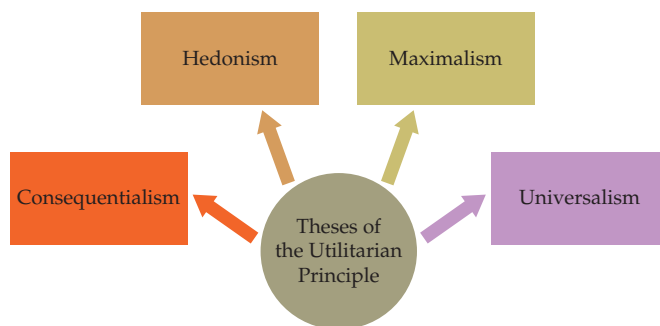 Hedonism
Maximalism
Consequentialism
Universalism
Theses of
the Utilitarian
Principle